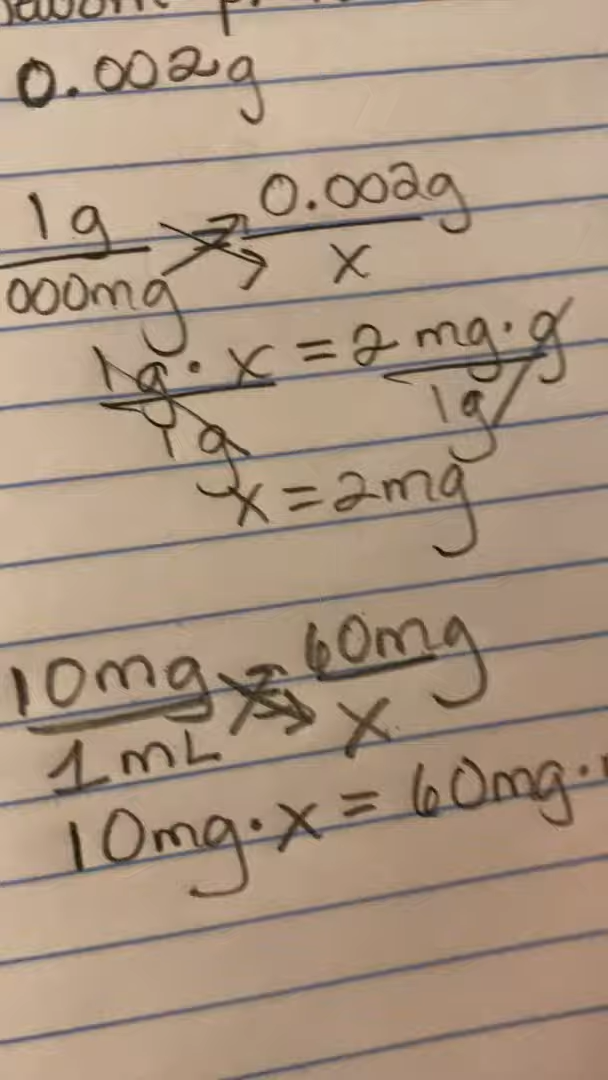 0.002g
1g 0.002g
000mg x
1g · x = 2 mg · g
1g 1g
x = 2mg
10mg 60mg
1mL x
10mg · x = 60mg ·